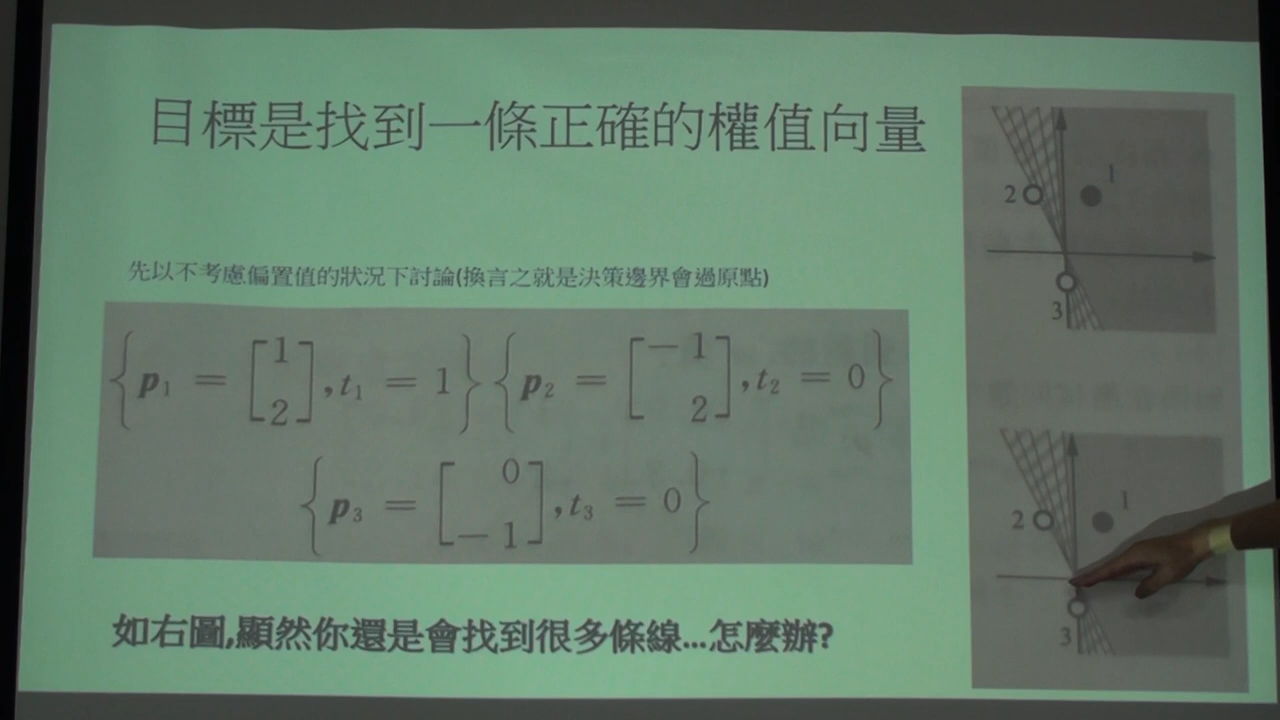 目標是找到一條正確的權值向量
先以不考慮偏置值的狀況下討論(換言之就是決策邊界會過原點)
{p₁ = [1 2], t₁ = 1} {p₂ = [-1 2], t₂ = 0}
{p₃ = [0 -1], t₃ = 0}
如右圖,顯然你還是會找到很多條線...怎麼辦?
1
2
3
1
2
3